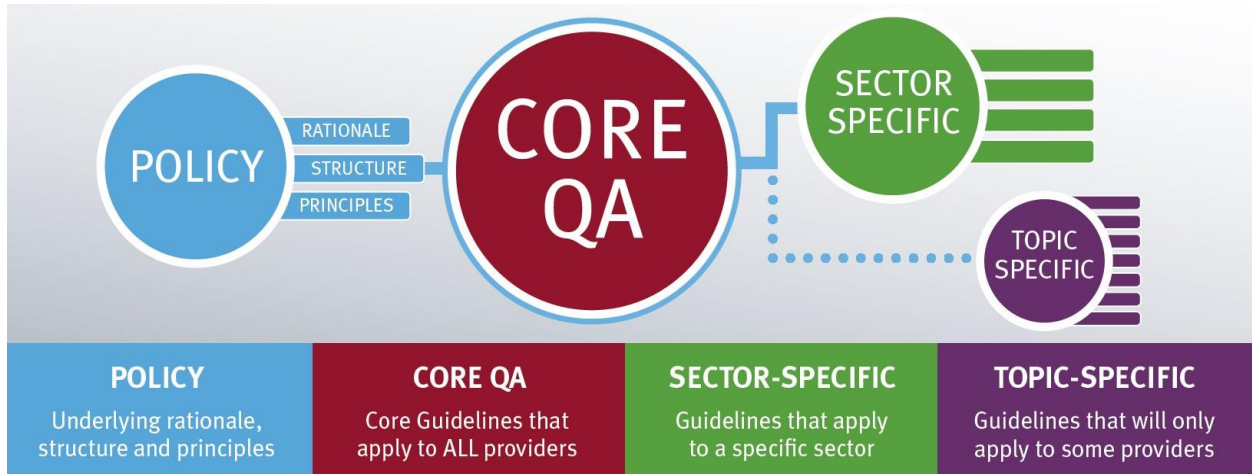 POLICY
RATIONALE
STRUCTURE
PRINCIPLES
CORE
QA
SECTOR
SPECIFIC
TOPIC
SPECIFIC
POLICY
Underlying rationale,
structure and principles
CORE QA
Core Guidelines that
apply to ALL providers
SECTOR-SPECIFIC
Guidelines that apply
to a specific sector
TOPIC-SPECIFIC
Guidelines that will only
apply to some providers